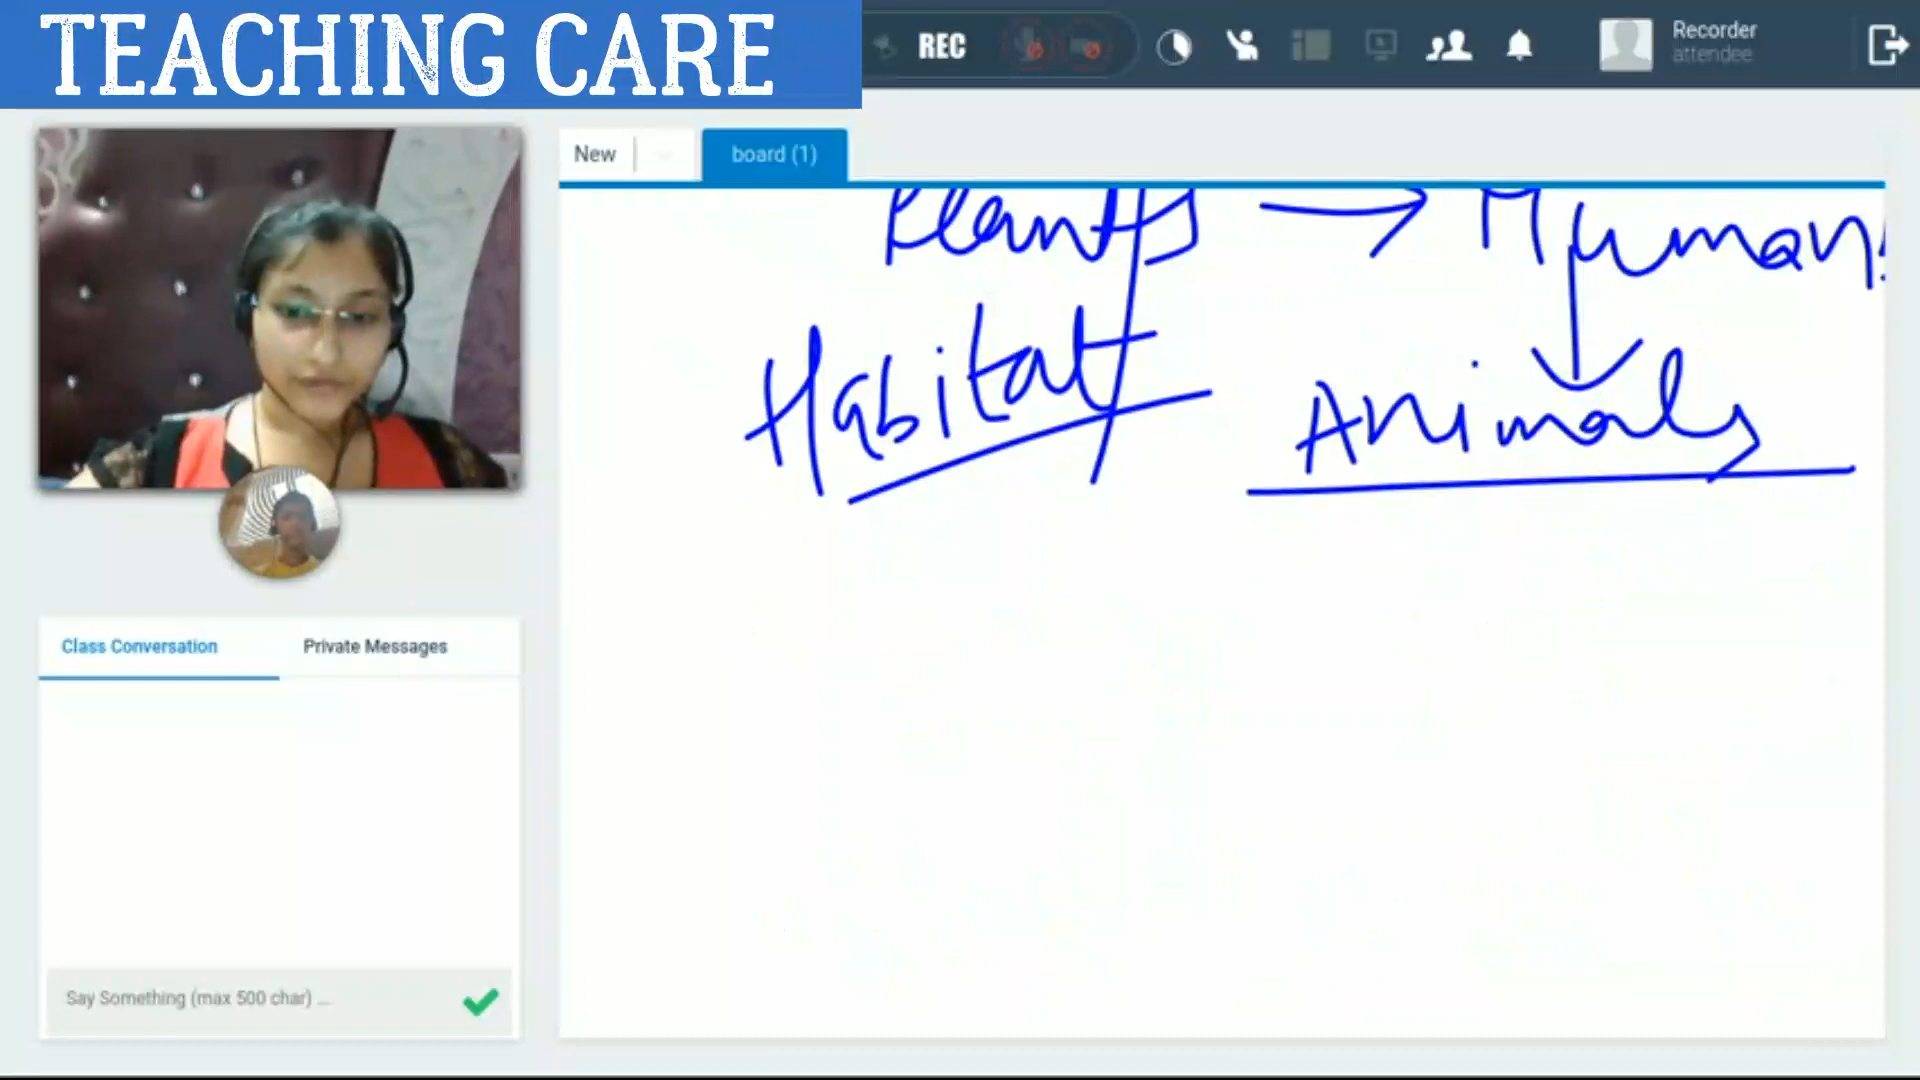 TEACHING CARE
REC
Recorder
attendee
New
board (1)
Plants → Humans
Habitat
Animals
Class Conversation
Private Messages
Say Something (max 500 char) ...